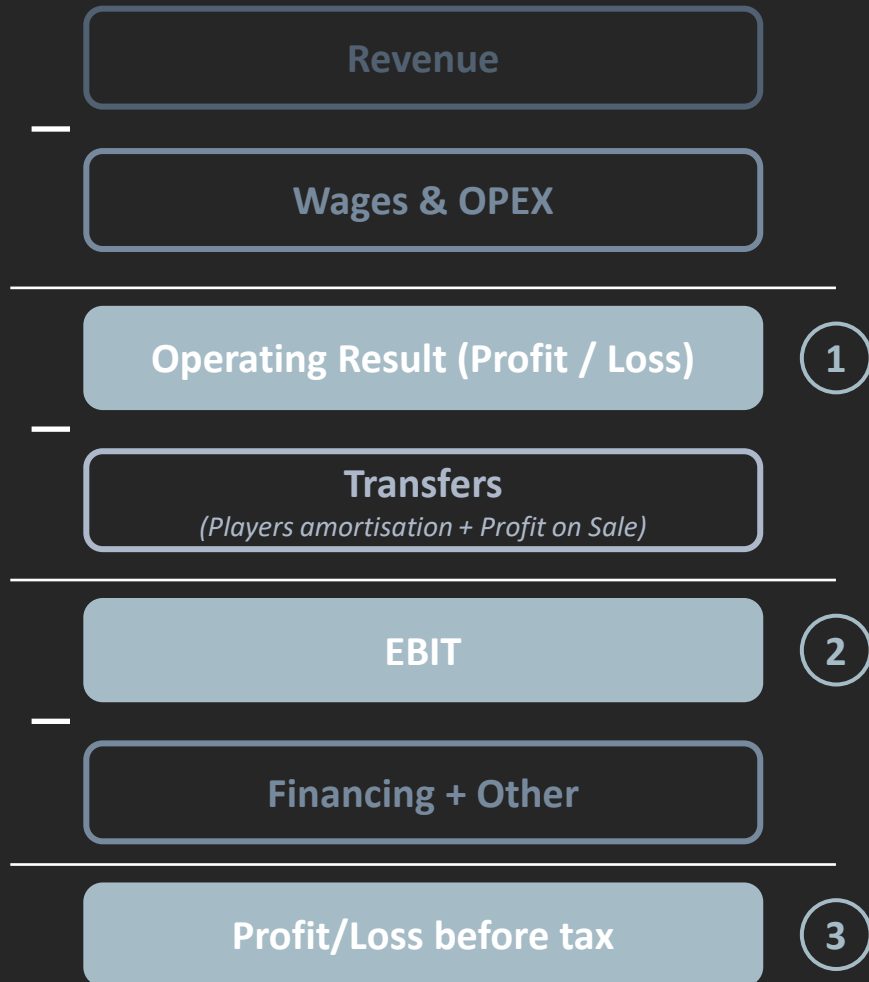 Revenue
—
Wages & OPEX
Operating Result (Profit / Loss)
1
—
Transfers
(Players amortisation + Profit on Sale)
EBIT
2
—
Financing + Other
Profit/Loss before tax
3